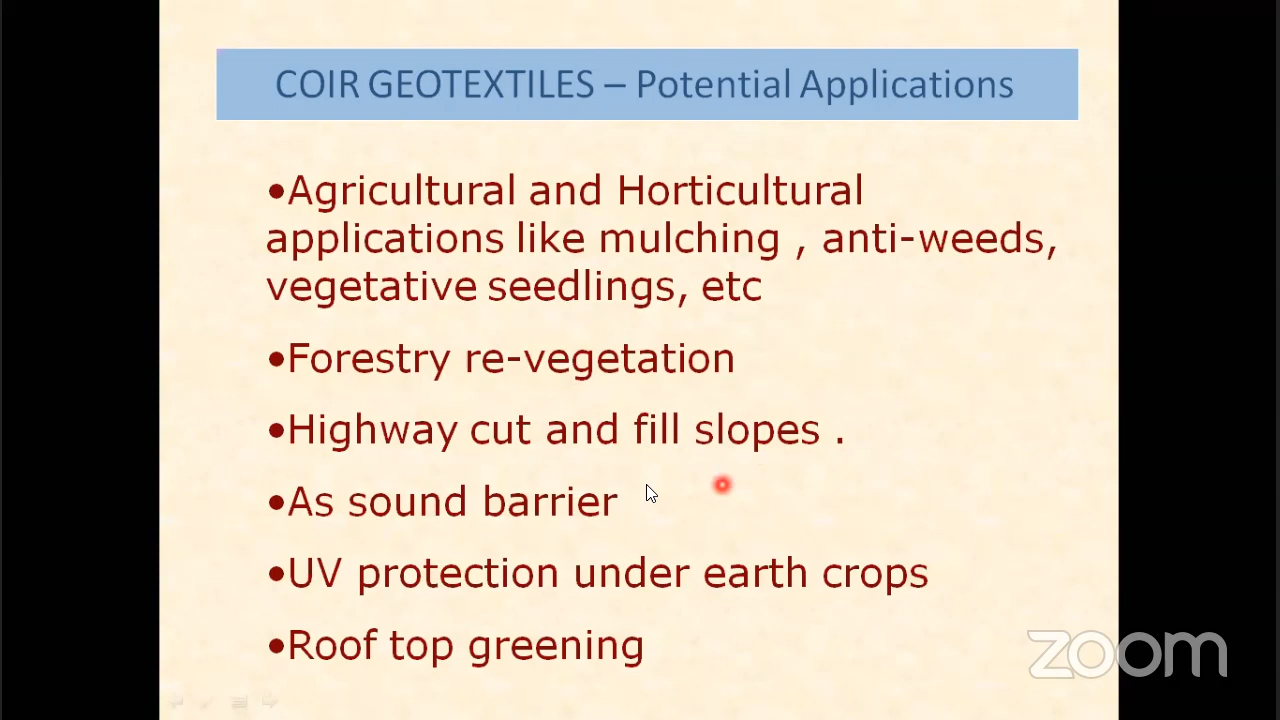 COIR GEOTEXTILES – Potential Applications
•Agricultural and Horticultural
applications like mulching , anti-weeds,
vegetative seedlings, etc
•Forestry re-vegetation
•Highway cut and fill slopes .
•As sound barrier
•UV protection under earth crops
•Roof top greening
zoom